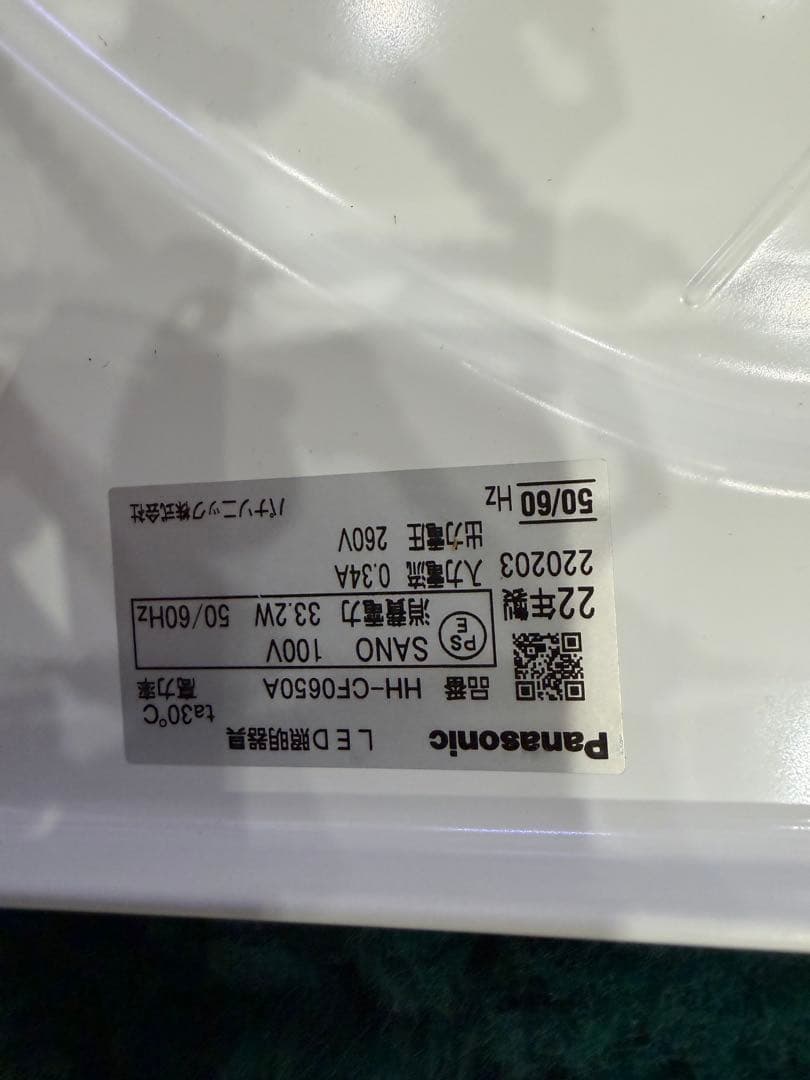 Panasonic LED照明器具
ta30℃
品番 HH-CF0650A 高力率
SANO 100V
PS E
消費電力 33.2W 50/60Hz
22年製
220203
入力電流 0.34A
出力電圧 260V
50/60 Hz
パナソニック株式会社